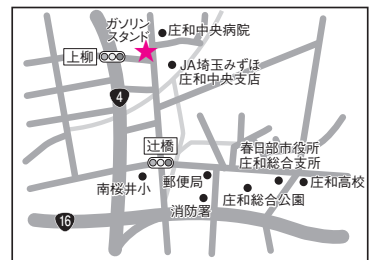 ガソリン
スタンド
庄和中央病院
上柳
JA埼玉みずほ
庄和中央支店
4
辻橋
春日部市役所
庄和総合支所
南桜井小
郵便局
庄和高校
庄和総合公園
消防署
16